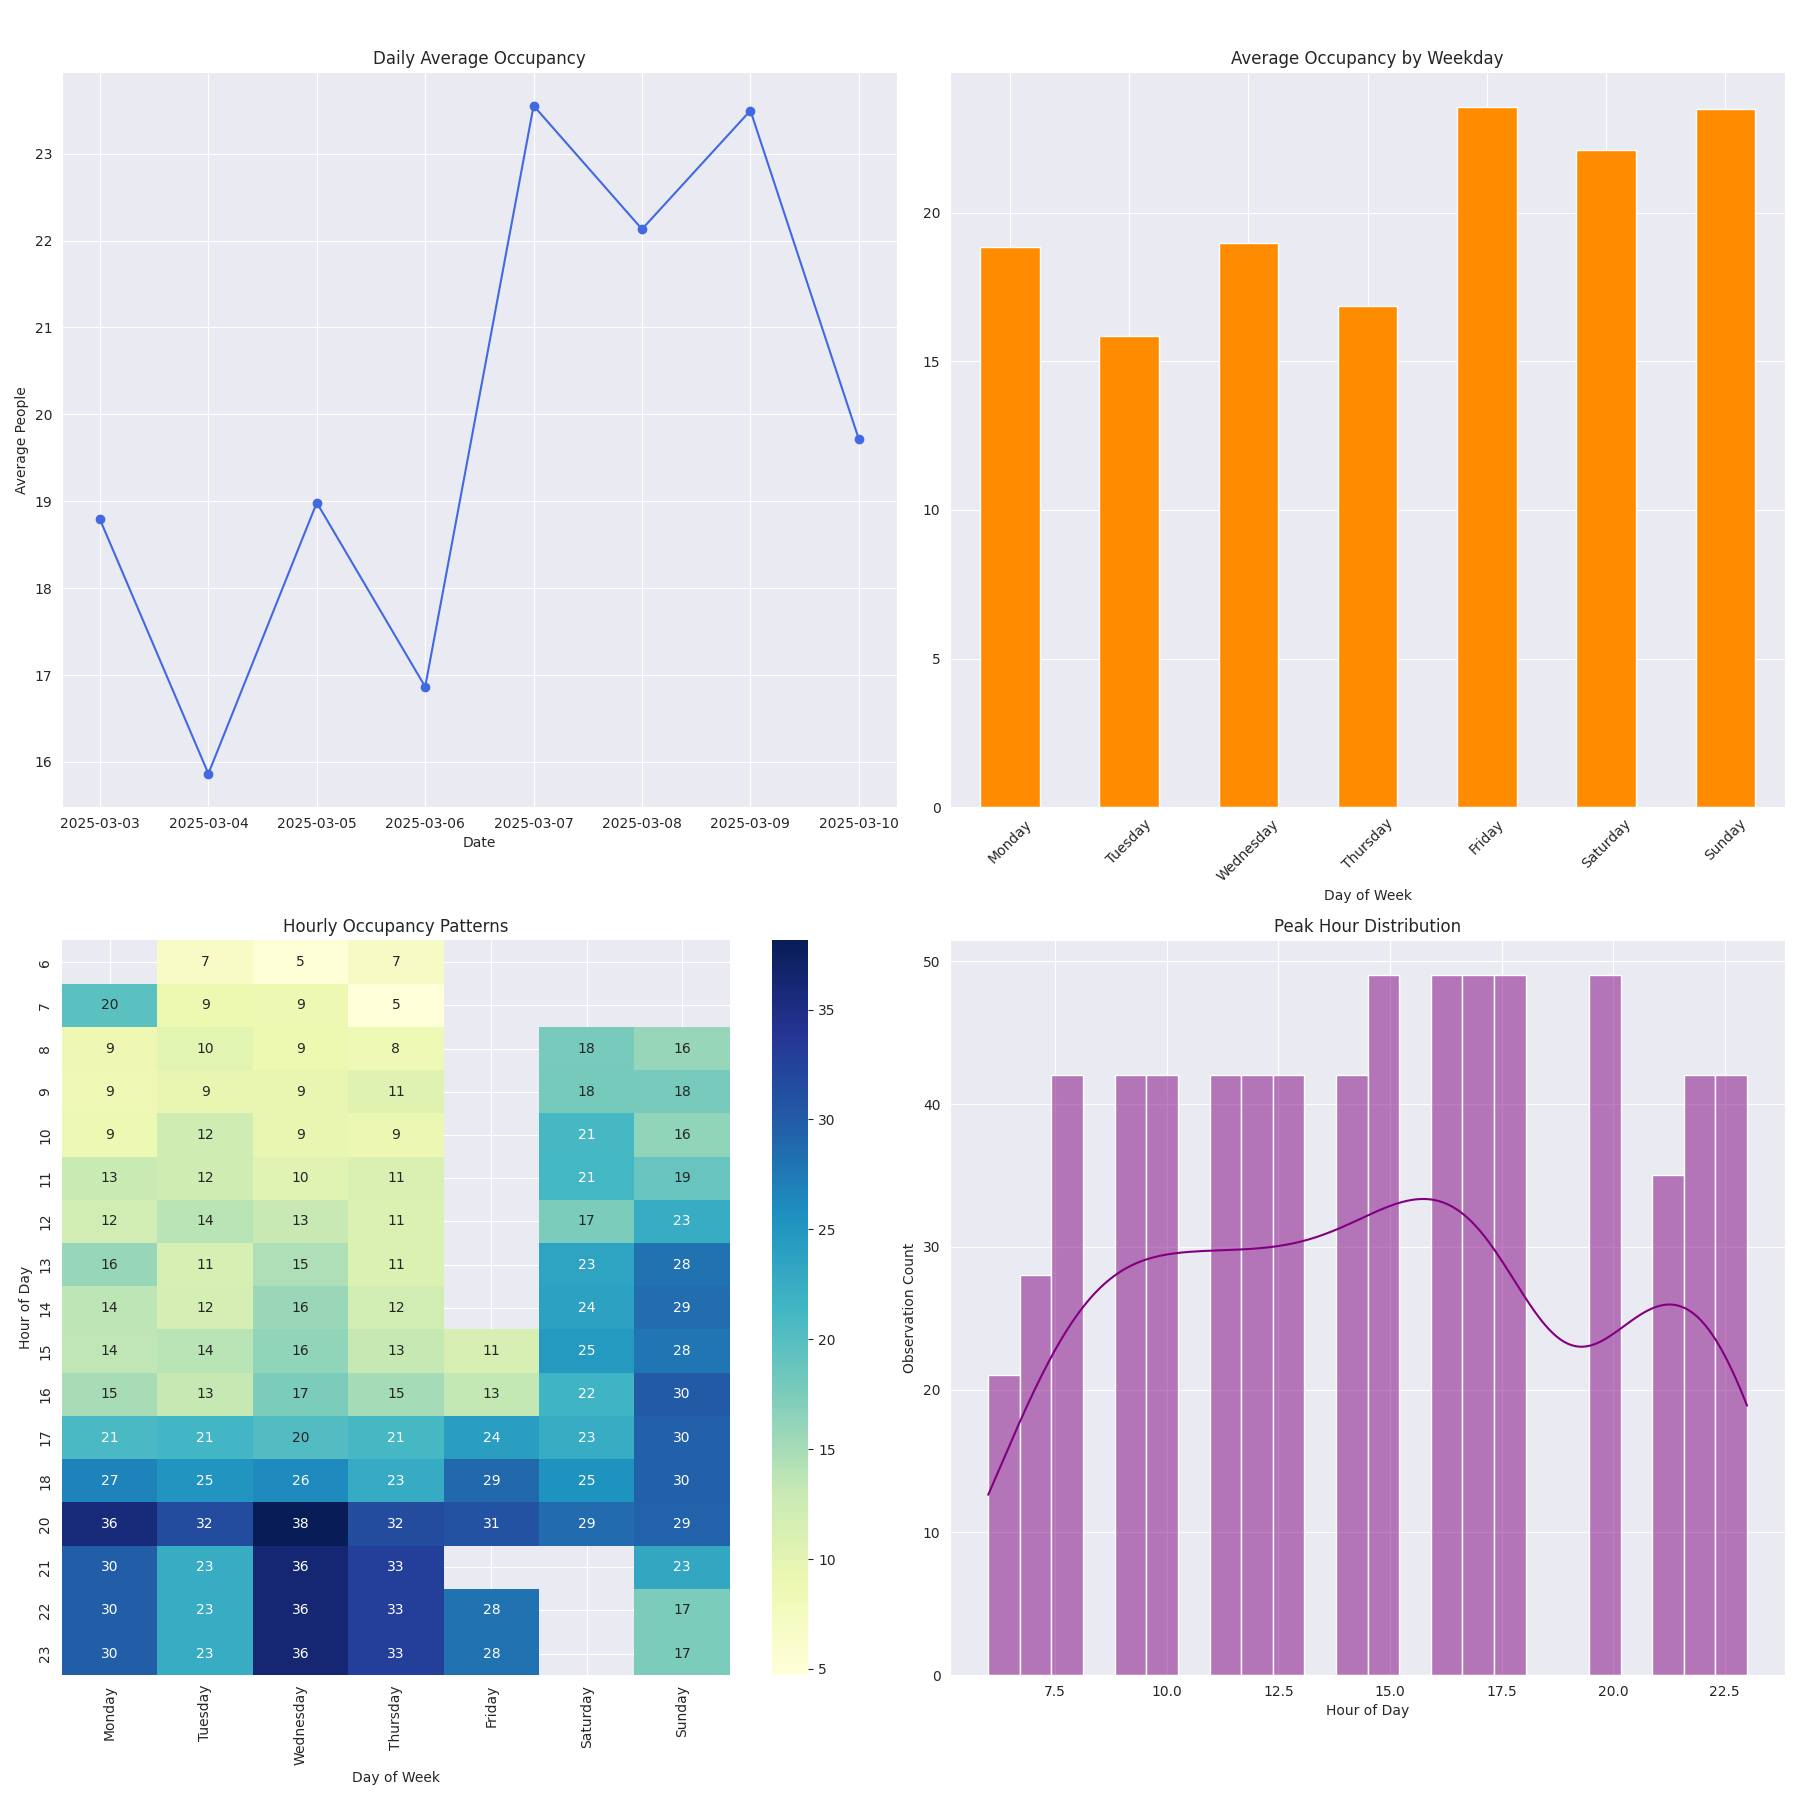 Daily Average Occupancy
Average People
23
22
21
20
19
18
17
16
2025-03-03 2025-03-04 2025-03-05 2025-03-06 2025-03-07 2025-03-08 2025-03-09 2025-03-10
Date
Average Occupancy by Weekday
20
15
10
5
0
Monday Tuesday Wednesday Thursday Friday Saturday Sunday
Day of Week
Hourly Occupancy Patterns
Hour of Day
6 7 5 7
7 20 9 9 5
8 9 10 9 8 18 16
9 9 9 9 11 18 18
10 9 12 9 9 21 16
11 13 12 10 11 21 19
12 12 14 13 11 17 23
13 16 11 15 11 23 28
14 14 12 16 12 24 29
15 14 14 16 13 11 25 28
16 15 13 17 15 13 22 30
17 21 21 20 21 24 23 30
18 27 25 26 23 29 25 30
20 36 32 38 32 31 29 29
21 30 23 36 33 23
22 30 23 36 33 28 17
23 30 23 36 33 28 17
Monday Tuesday Wednesday Thursday Friday Saturday Sunday
Day of Week
35
30
25
20
15
10
5
Peak Hour Distribution
Observation Count
50
40
30
20
10
0
7.5 10.0 12.5 15.0 17.5 20.0 22.5
Hour of Day